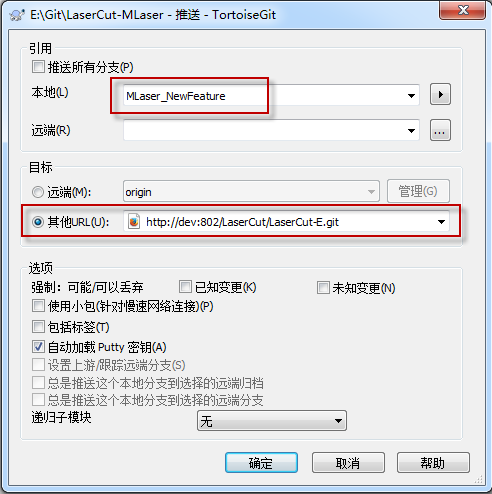 E:\Git\LaserCut-MLaser - 推送 - TortoiseGit
引用
推送所有分支(P)
本地(L) MLaser_NewFeature
远端(R) ...
目标
远端(M): origin 管理(G)
其他URL(U): http://dev:802/LaserCut/LaserCut-E.git
选项
强制：可能/可以丢弃 已知变更(K) 未知变更(N)
使用小包(针对慢速网络连接)(P)
包括标签(T)
自动加载 Putty 密钥(A)
设置上游/跟踪远端分支(S)
总是推送这个本地分支到选择的远端归档
总是推送这个本地分支到选择的远端分支
递归子模块 无
确定 取消 帮助